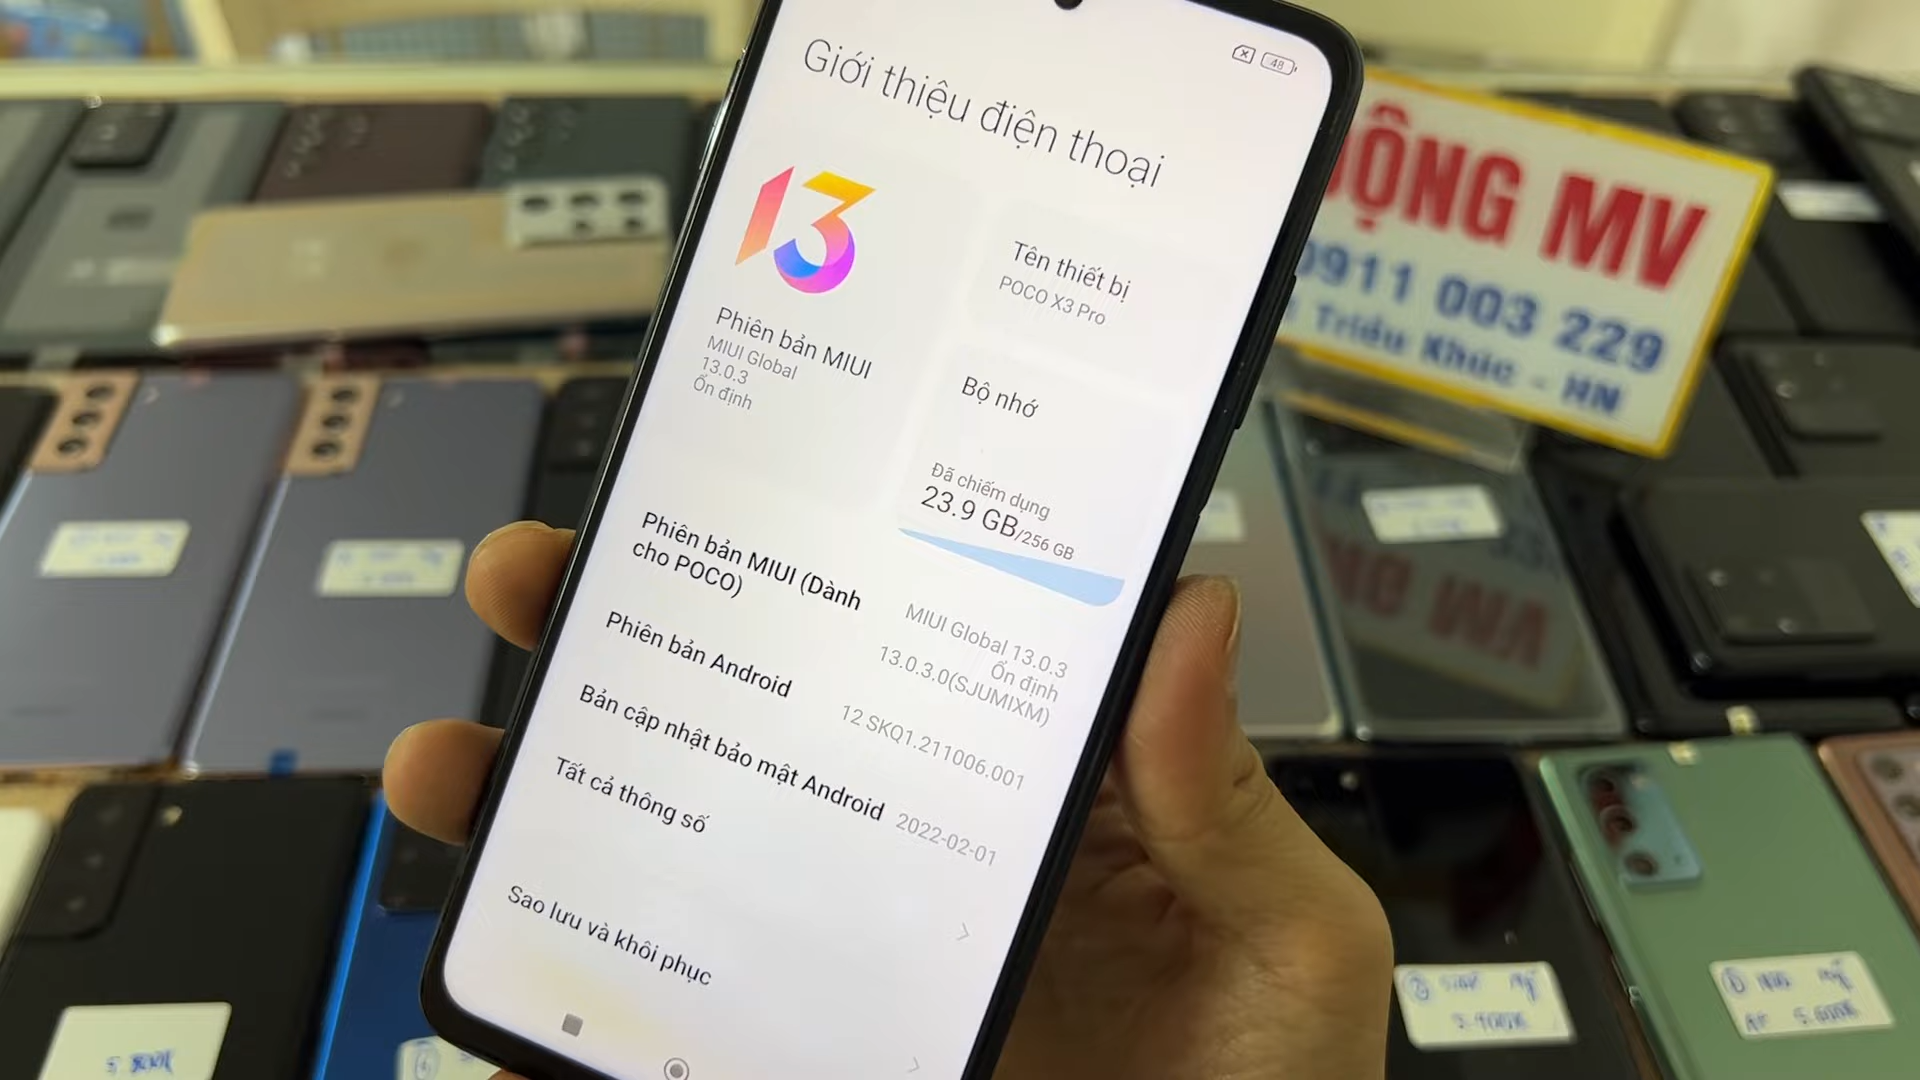 48
Giới thiệu điện thoại
13
Phiên bản MIUI
MIUI Global
13.0.3
Ổn định
Tên thiết bị
POCO X3 Pro
Bộ nhớ
Đã chiếm dụng
23.9 GB/256 GB
Phiên bản MIUI (Dành
cho POCO)
MIUI Global 13.0.3
Ổn định
13.0.3.0(SJUMIXM)
Phiên bản Android
12 SKQ1.211006.001
Bản cập nhật bảo mật Android
2022-02-01
Tất cả thông số
Sao lưu và khôi phục
ỘNG MV
0911 003 229
Triều Khúc - HN